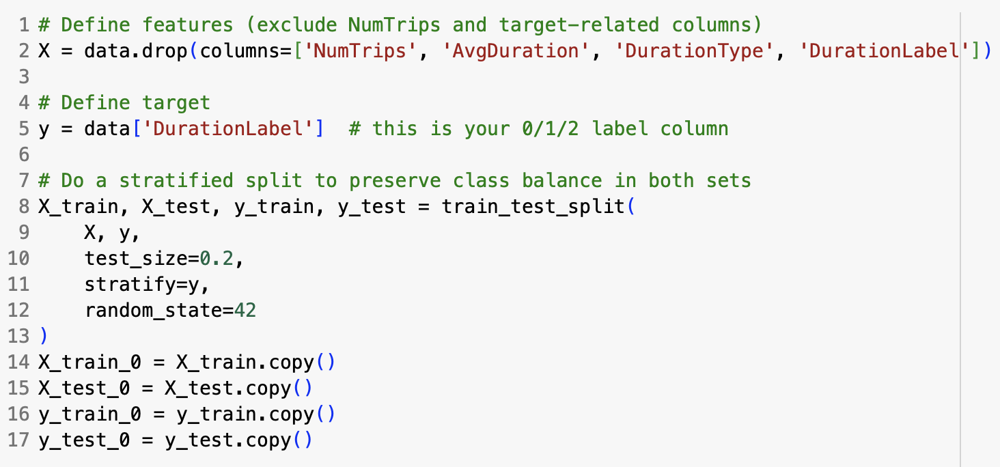 1 # Define features (exclude NumTrips and target-related columns)
2 X = data.drop(columns=['NumTrips', 'AvgDuration', 'DurationType', 'DurationLabel'])
3
4 # Define target
5 y = data['DurationLabel']  # this is your 0/1/2 label column
6
7 # Do a stratified split to preserve class balance in both sets
8 X_train, X_test, y_train, y_test = train_test_split(
9     X, y,
10     test_size=0.2,
11     stratify=y,
12     random_state=42
13 )
14 X_train_0 = X_train.copy()
15 X_test_0 = X_test.copy()
16 y_train_0 = y_train.copy()
17 y_test_0 = y_test.copy()